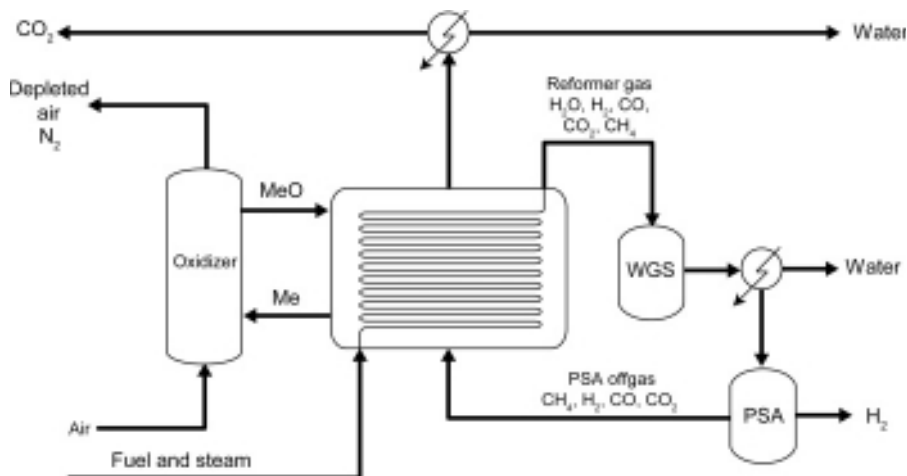 CO₂
Water
Depleted
air
N₂
Reformer gas
H₂O, H₂, CO,
CO₂, CH₄
MeO
Oxidizer
Me
WGS
Water
PSA offgas
CH₄, H₂, CO, CO₂
PSA
H₂
Air
Fuel and steam